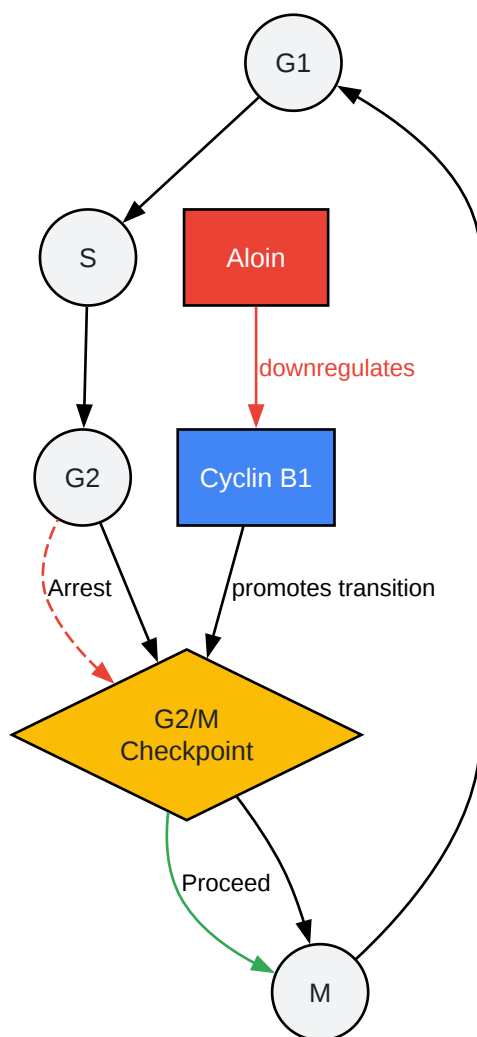 G1
S
Aloin
downregulates
G2
Cyclin B1
Arrest
promotes transition
G2/M
Checkpoint
Proceed
M